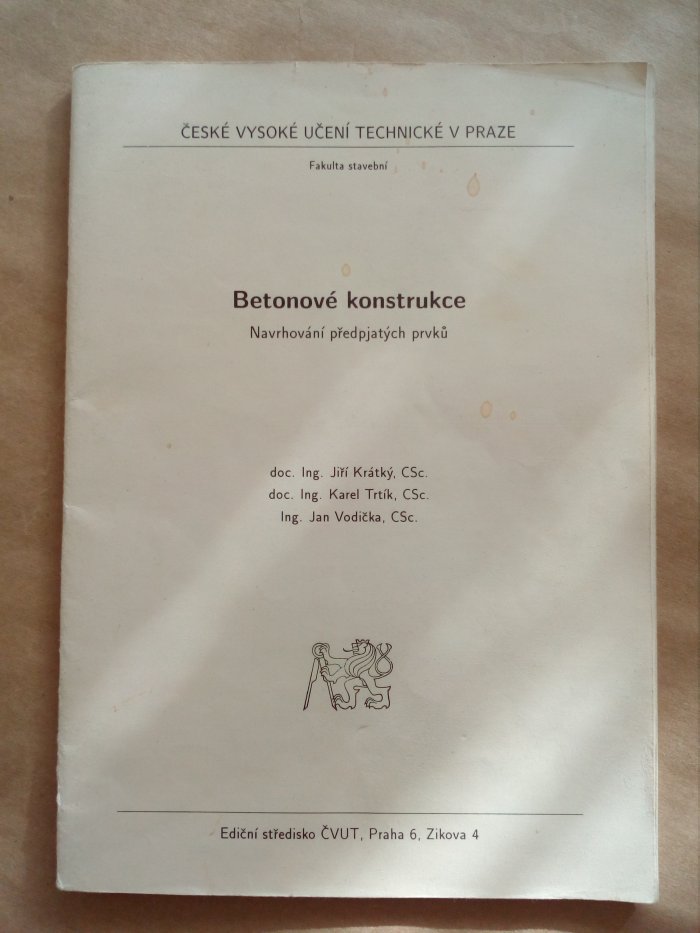 ČESKÉ VYSOKÉ UČENÍ TECHNICKÉ V PRAZE
Fakulta stavební
Betonové konstrukce
Navrhování předpjatých prvků
doc. Ing. Jiří Krátký, CSc.
doc. Ing. Karel Trtík, CSc.
Ing. Jan Vodička, CSc.
Ediční středisko ČVUT, Praha 6, Zikova 4